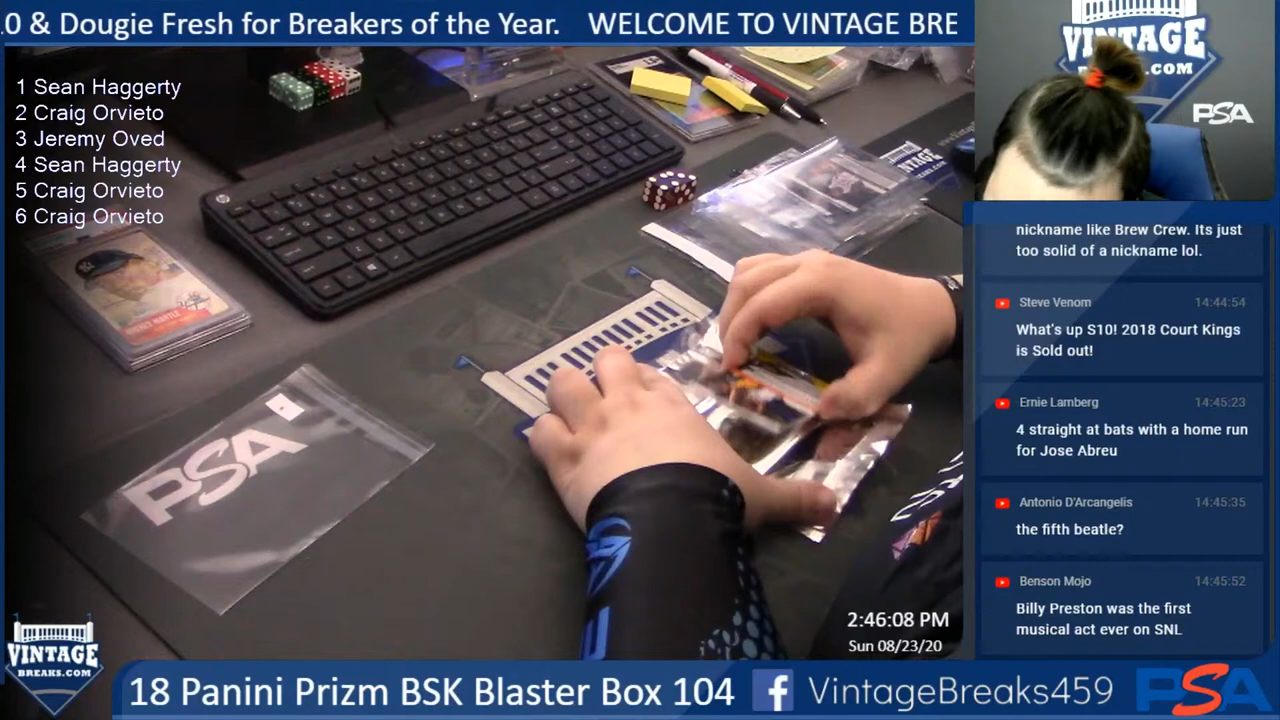 .0 & Dougie Fresh for Breakers of the Year. WELCOME TO VINTAGE BRE
1 Sean Haggerty
2 Craig Orvieto
3 Jeremy Oved
4 Sean Haggerty
5 Craig Orvieto
6 Craig Orvieto
VINTAGE
.COM
PSA
MICKEY MANTLE
PSA
nickname like Brew Crew. Its just
too solid of a nickname lol.
Steve Venom 14:44:54
What's up S10! 2018 Court Kings
is Sold out!
Ernie Lamberg 14:45:23
4 straight at bats with a home run
for Jose Abreu
Antonio D'Arcangelis 14:45:35
the fifth beatle?
Benson Mojo 14:45:52
Billy Preston was the first
musical act ever on SNL
2:46:08 PM
Sun 08/23/20
VINTAGE
BREAKS.COM
18 Panini Prizm BSK Blaster Box 104
f VintageBreaks459
PSA